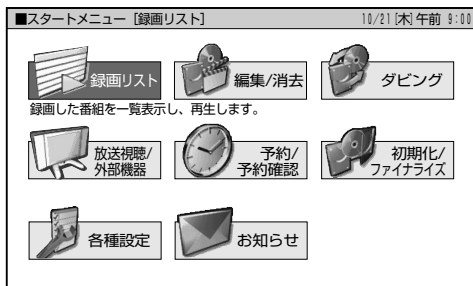 ■スタートメニュー［録画リスト］ 10/21[木]午前 9:00
録画リスト 編集/消去 ダビング
録画した番組を一覧表示し、再生します。
放送視聴/ 予約/ 初期化/
外部機器 予約確認 ファイナライズ
各種設定 お知らせ